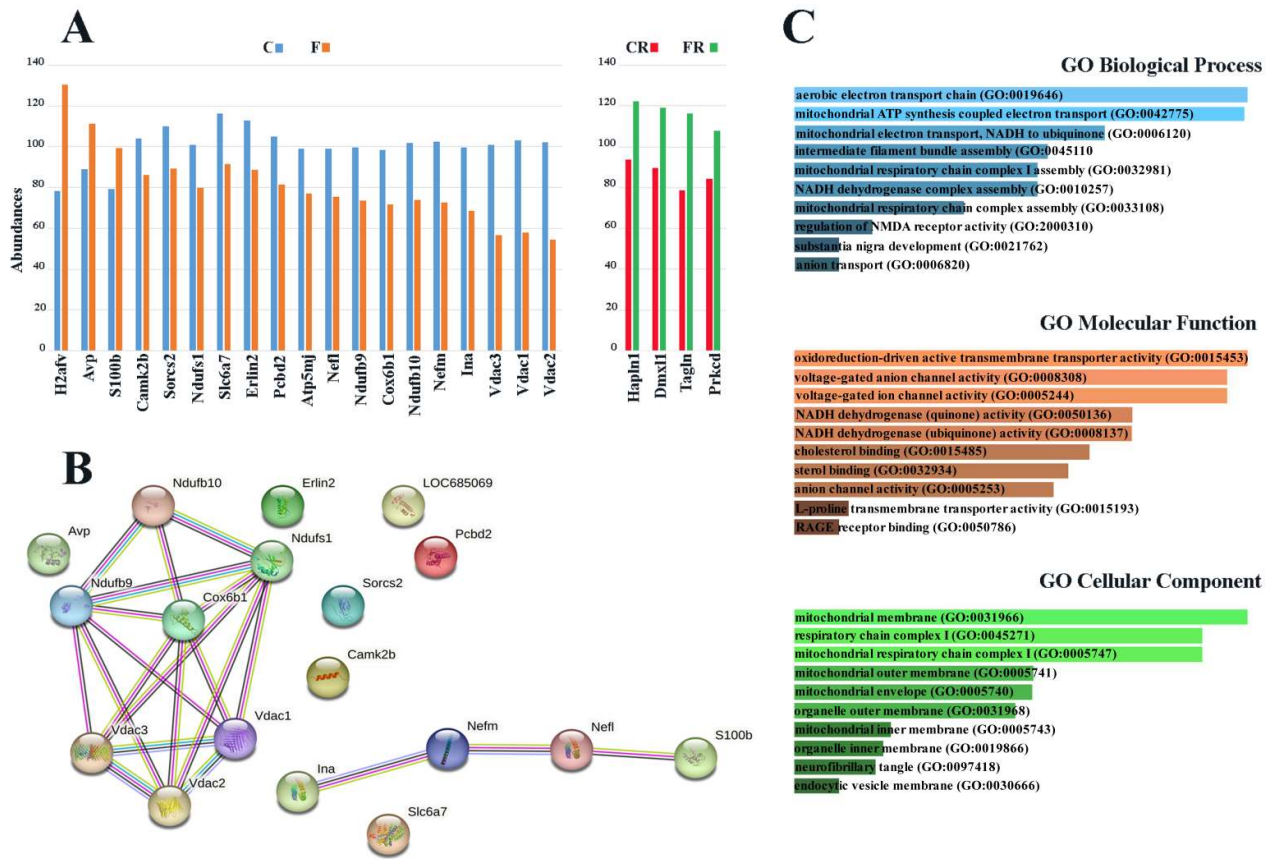 A
C F
CR FR
Abundances
140
120
100
80
60
40
20
0
H2afv
Avp
S100b
Camk2b
Sorcs2
Ndufs1
Slc6a7
Erlin2
Pcbd2
Atp5mj
Nefl
Ndufb9
Cox6b1
Ndufb10
Nefm
Ina
Vdac3
Vdac1
Vdac2
140
120
100
80
60
40
20
0
Hapln1
Dmxl1
Tagln
Prkcd
B
Ndufb10
Erlin2
LOC685069
Avp
Ndufs1
Pcbd2
Ndufb9
Sorcs2
Cox6b1
Camk2b
Vdac1
Vdac3
Nefm
Nefl
S100b
Vdac2
Ina
Slc6a7
C
GO Biological Process
aerobic electron transport chain (GO:0019646)
mitochondrial ATP synthesis coupled electron transport (GO:0042775)
mitochondrial electron transport, NADH to ubiquinone (GO:0006120)
intermediate filament bundle assembly (GO:0045110
mitochondrial respiratory chain complex I assembly (GO:0032981)
NADH dehydrogenase complex assembly (GO:0010257)
mitochondrial respiratory chain complex assembly (GO:0033108)
regulation of NMDA receptor activity (GO:2000310)
substantia nigra development (GO:0021762)
anion transport (GO:0006820)
GO Molecular Function
oxidoreduction-driven active transmembrane transporter activity (GO:0015453)
voltage-gated anion channel activity (GO:0008308)
voltage-gated ion channel activity (GO:0005244)
NADH dehydrogenase (quinone) activity (GO:0050136)
NADH dehydrogenase (ubiquinone) activity (GO:0008137)
cholesterol binding (GO:0015485)
sterol binding (GO:0032934)
anion channel activity (GO:0005253)
L-proline transmembrane transporter activity (GO:0015193)
RAGE receptor binding (GO:0050786)
GO Cellular Component
mitochondrial membrane (GO:0031966)
respiratory chain complex I (GO:0045271)
mitochondrial respiratory chain complex I (GO:0005747)
mitochondrial outer membrane (GO:0005741)
mitochondrial envelope (GO:0005740)
organelle outer membrane (GO:0031968)
mitochondrial inner membrane (GO:0005743)
organelle inner membrane (GO:0019866)
neurofibrillary tangle (GO:0097418)
endocytic vesicle membrane (GO:0030666)